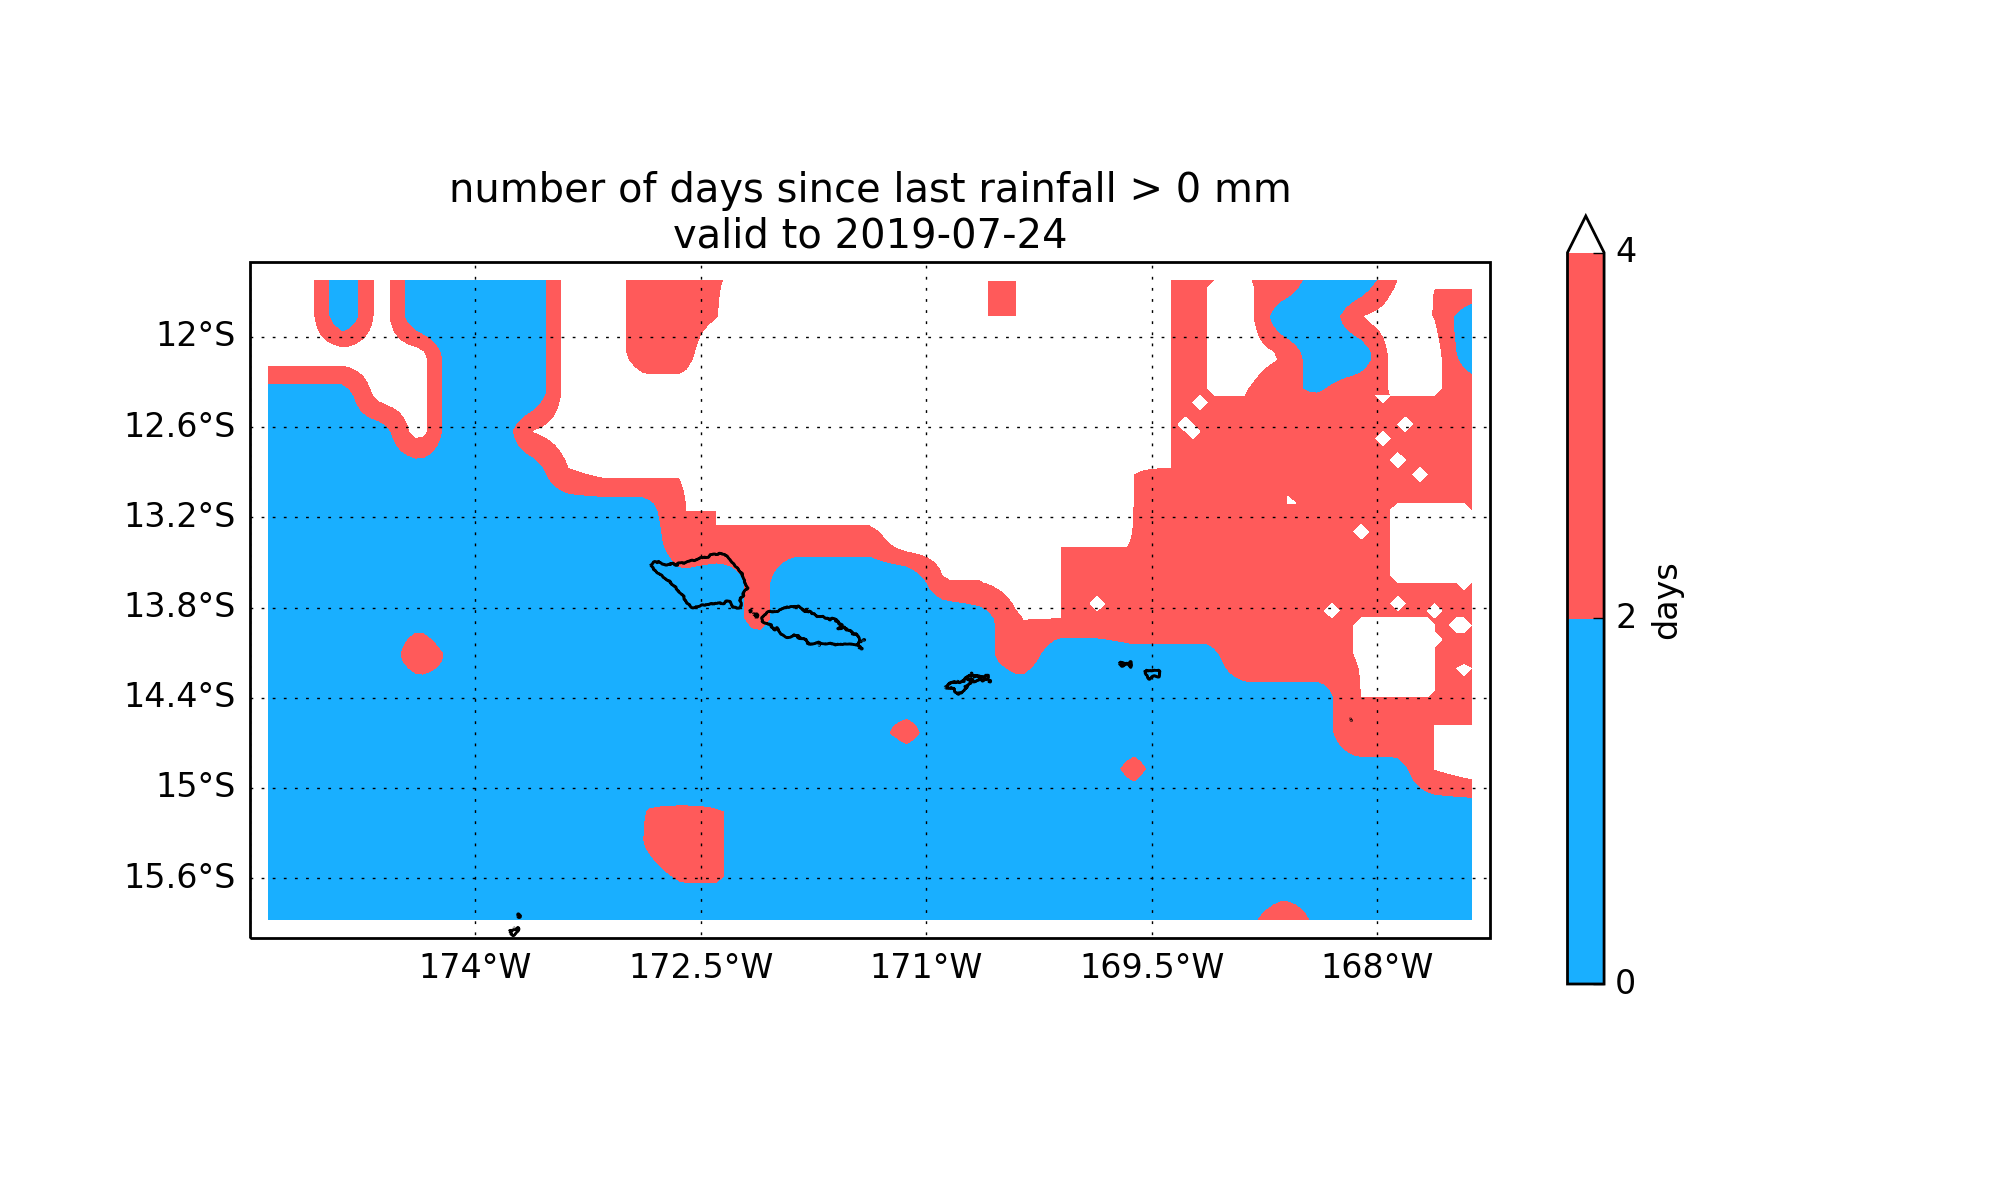 number of days since last rainfall > 0 mm
valid to 2019-07-24
12°S
12.6°S
13.2°S
13.8°S
14.4°S
15°S
15.6°S
174°W
172.5°W
171°W
169.5°W
168°W
4
2
0
days